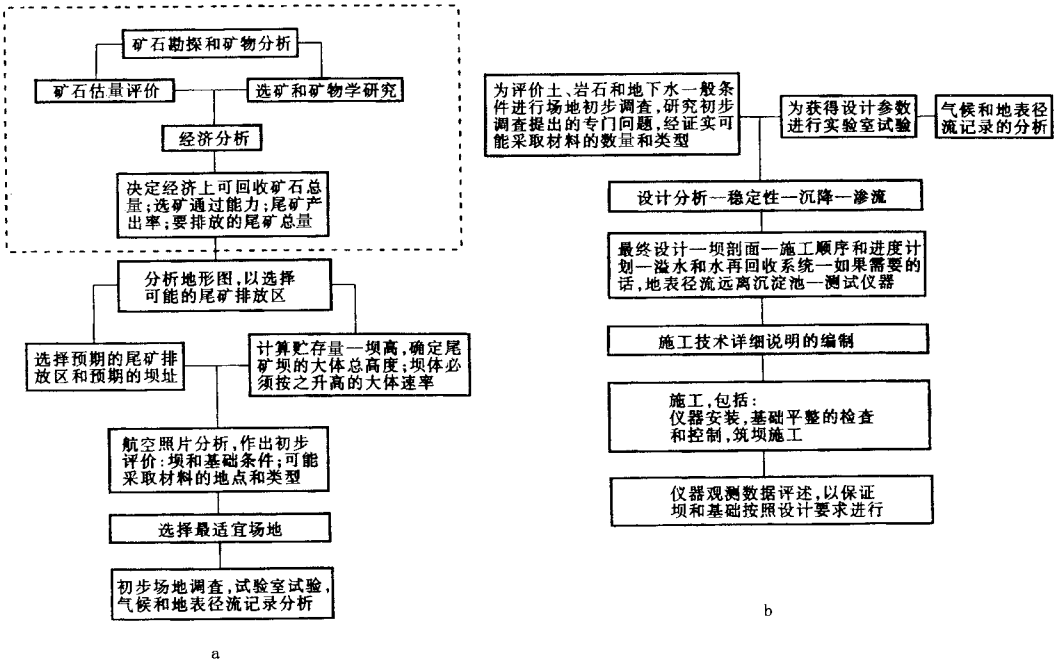 矿石勘探和矿物分析
矿石估量评价
选矿和矿物学研究
经济分析
决定经济上可回收矿石总
量;选矿通过能力;尾矿产
出率;要排放的尾矿总量
分析地形图,以选择
可能的尾矿排放区
选择预期的尾矿排
放区和预期的坝址
计算贮存量一坝高,确定尾
矿坝的大体总高度;坝体必
须按之升高的大体速率
航空照片分析,作出初步
评价:坝和基础条件;可能
采取材料的地点和类型
选择最适宜场地
初步场地调查,试验室试验,
气候和地表径流记录分析
a
为评价土、岩石和地下水一般条
件进行场地初步调查,研究初步
调查提出的专门问题,经证实可
能采取材料的数量和类型
为获得设计参数
进行实验室试验
气候和地表径
流记录的分析
设计分析一稳定性一沉降一渗流
最终设计一坝剖面一施工顺序和进度计
划一溢水和水再回收系统一如果需要的
话,地表径流远离沉淀池一测试仪器
施工技术详细说明的编制
施工,包括:
仪器安装,基础平整的检查
和控制,筑坝施工
仪器观测数据评述,以保证
坝和基础按照设计要求进行
b